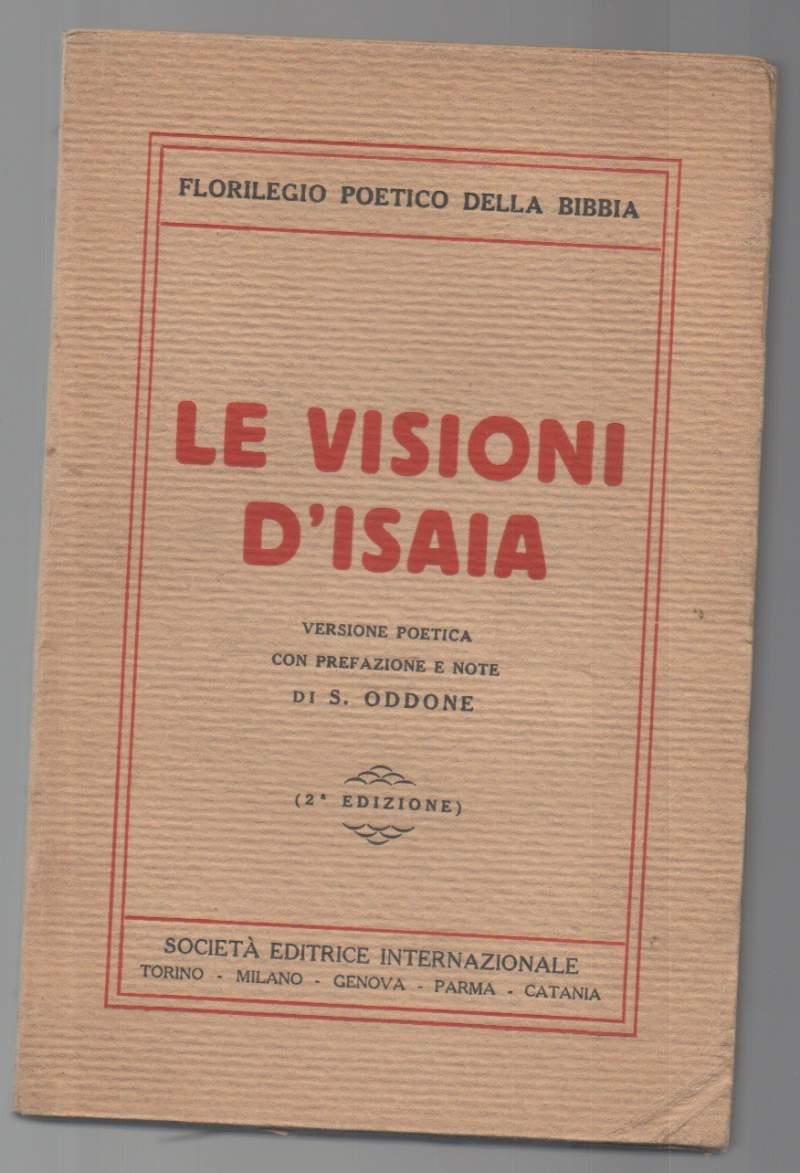 FLORILEGIO POETICO DELLA BIBBIA
LE VISIONI
D'ISAIA
VERSIONE POETICA
CON PREFAZIONE E NOTE
DI S. ODDONE
(2ª EDIZIONE)
SOCIETÀ EDITRICE INTERNAZIONALE
TORINO - MILANO - GENOVA - PARMA - CATANIA